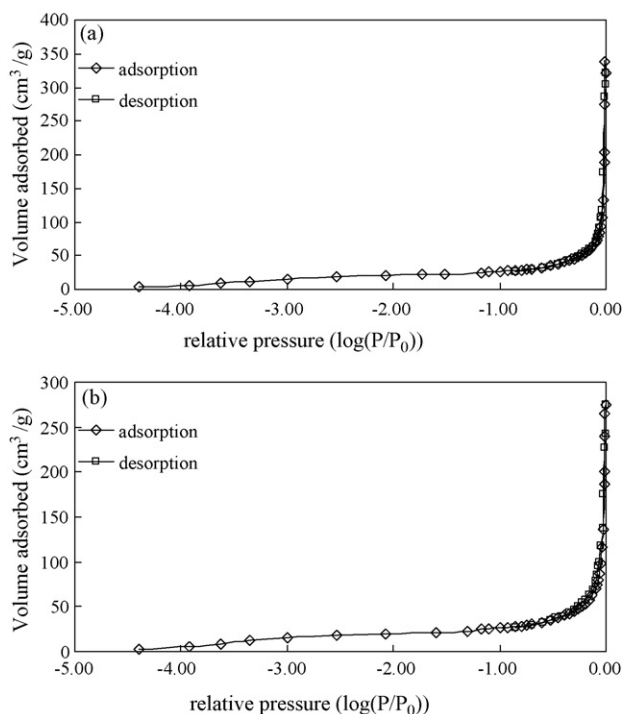 (a)
adsorption
desorption
Volume adsorbed (cm³/g)
400
350
300
250
200
150
100
50
0
-5.00 -4.00 -3.00 -2.00 -1.00 0.00
relative pressure (log(P/P₀))
(b)
adsorption
desorption
Volume adsorbed (cm³/g)
300
250
200
150
100
50
0
-5.00 -4.00 -3.00 -2.00 -1.00 0.00
relative pressure (log(P/P₀))